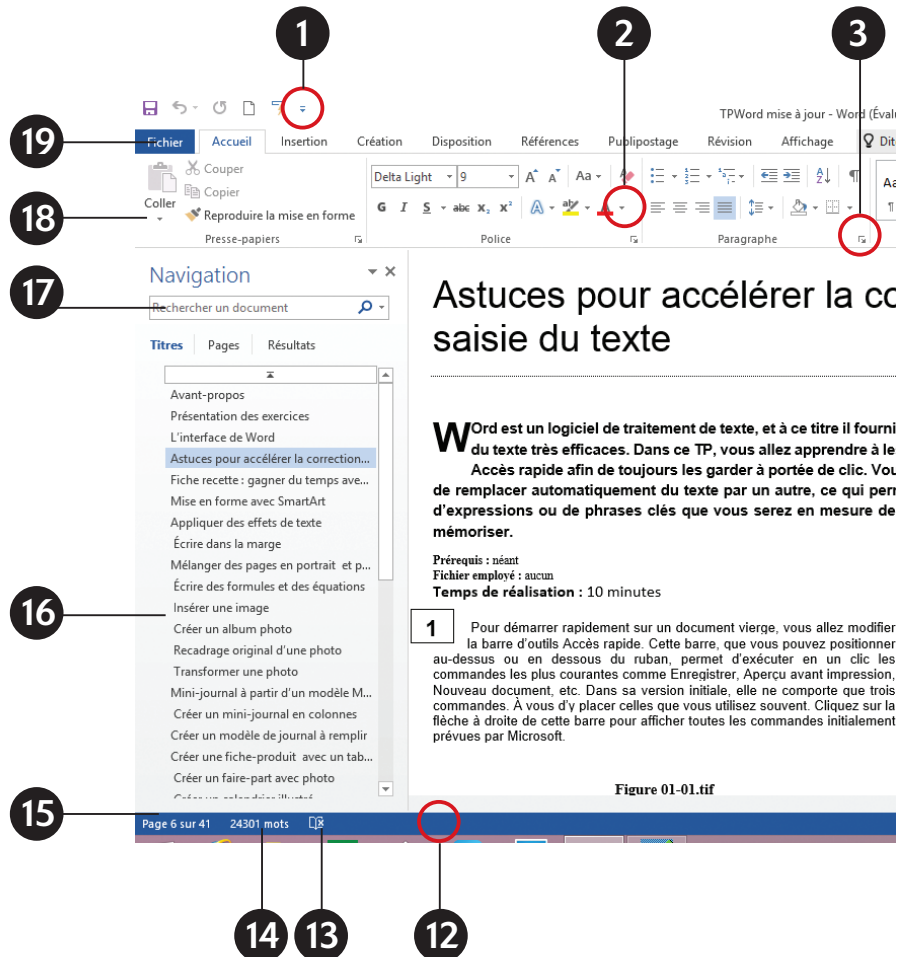 1 2 3
TPWord mise à jour - Word (Éval
19
Fichier Accueil Insertion Création Disposition Références Publipostage Révision Affichage Dit
Couper
Copier
Coller
Reproduire la mise en forme
Delta Light 9 A A Aa
G I S abc X₂ X² A ab A
A Z
¶
Aa
¶
18
Presse-papiers Police Paragraphe
Navigation
17
Rechercher un document
Titres Pages Résultats
Avant-propos
Présentation des exercices
L'interface de Word
Astuces pour accélérer la correction...
Fiche recette : gagner du temps ave...
Mise en forme avec SmartArt
Appliquer des effets de texte
Écrire dans la marge
Mélanger des pages en portrait et p...
Écrire des formules et des équations
16
Insérer une image
Créer un album photo
Recadrage original d'une photo
Transformer une photo
Mini-journal à partir d'un modèle M...
Créer un mini-journal en colonnes
Créer un modèle de journal à remplir
Créer une fiche-produit avec un tab...
Créer un faire-part avec photo
Créer un calendrier illustré
Astuces pour accélérer la co
saisie du texte
WOrd est un logiciel de traitement de texte, et à ce titre il fourni
du texte très efficaces. Dans ce TP, vous allez apprendre à le
Accès rapide afin de toujours les garder à portée de clic. Vou
de remplacer automatiquement du texte par un autre, ce qui perr
d'expressions ou de phrases clés que vous serez en mesure de
mémoriser.
Prérequis : néant
Fichier employé : aucun
Temps de réalisation : 10 minutes
1 Pour démarrer rapidement sur un document vierge, vous allez modifier
la barre d'outils Accès rapide. Cette barre, que vous pouvez positionner
au-dessus ou en dessous du ruban, permet d'exécuter en un clic les
commandes les plus courantes comme Enregistrer, Aperçu avant impression,
Nouveau document, etc. Dans sa version initiale, elle ne comporte que trois
commandes. À vous d'y placer celles que vous utilisez souvent. Cliquez sur la
flèche à droite de cette barre pour afficher toutes les commandes initialement
prévues par Microsoft.
Figure 01-01.tif
15
Page 6 sur 41 24301 mots
14 13 12